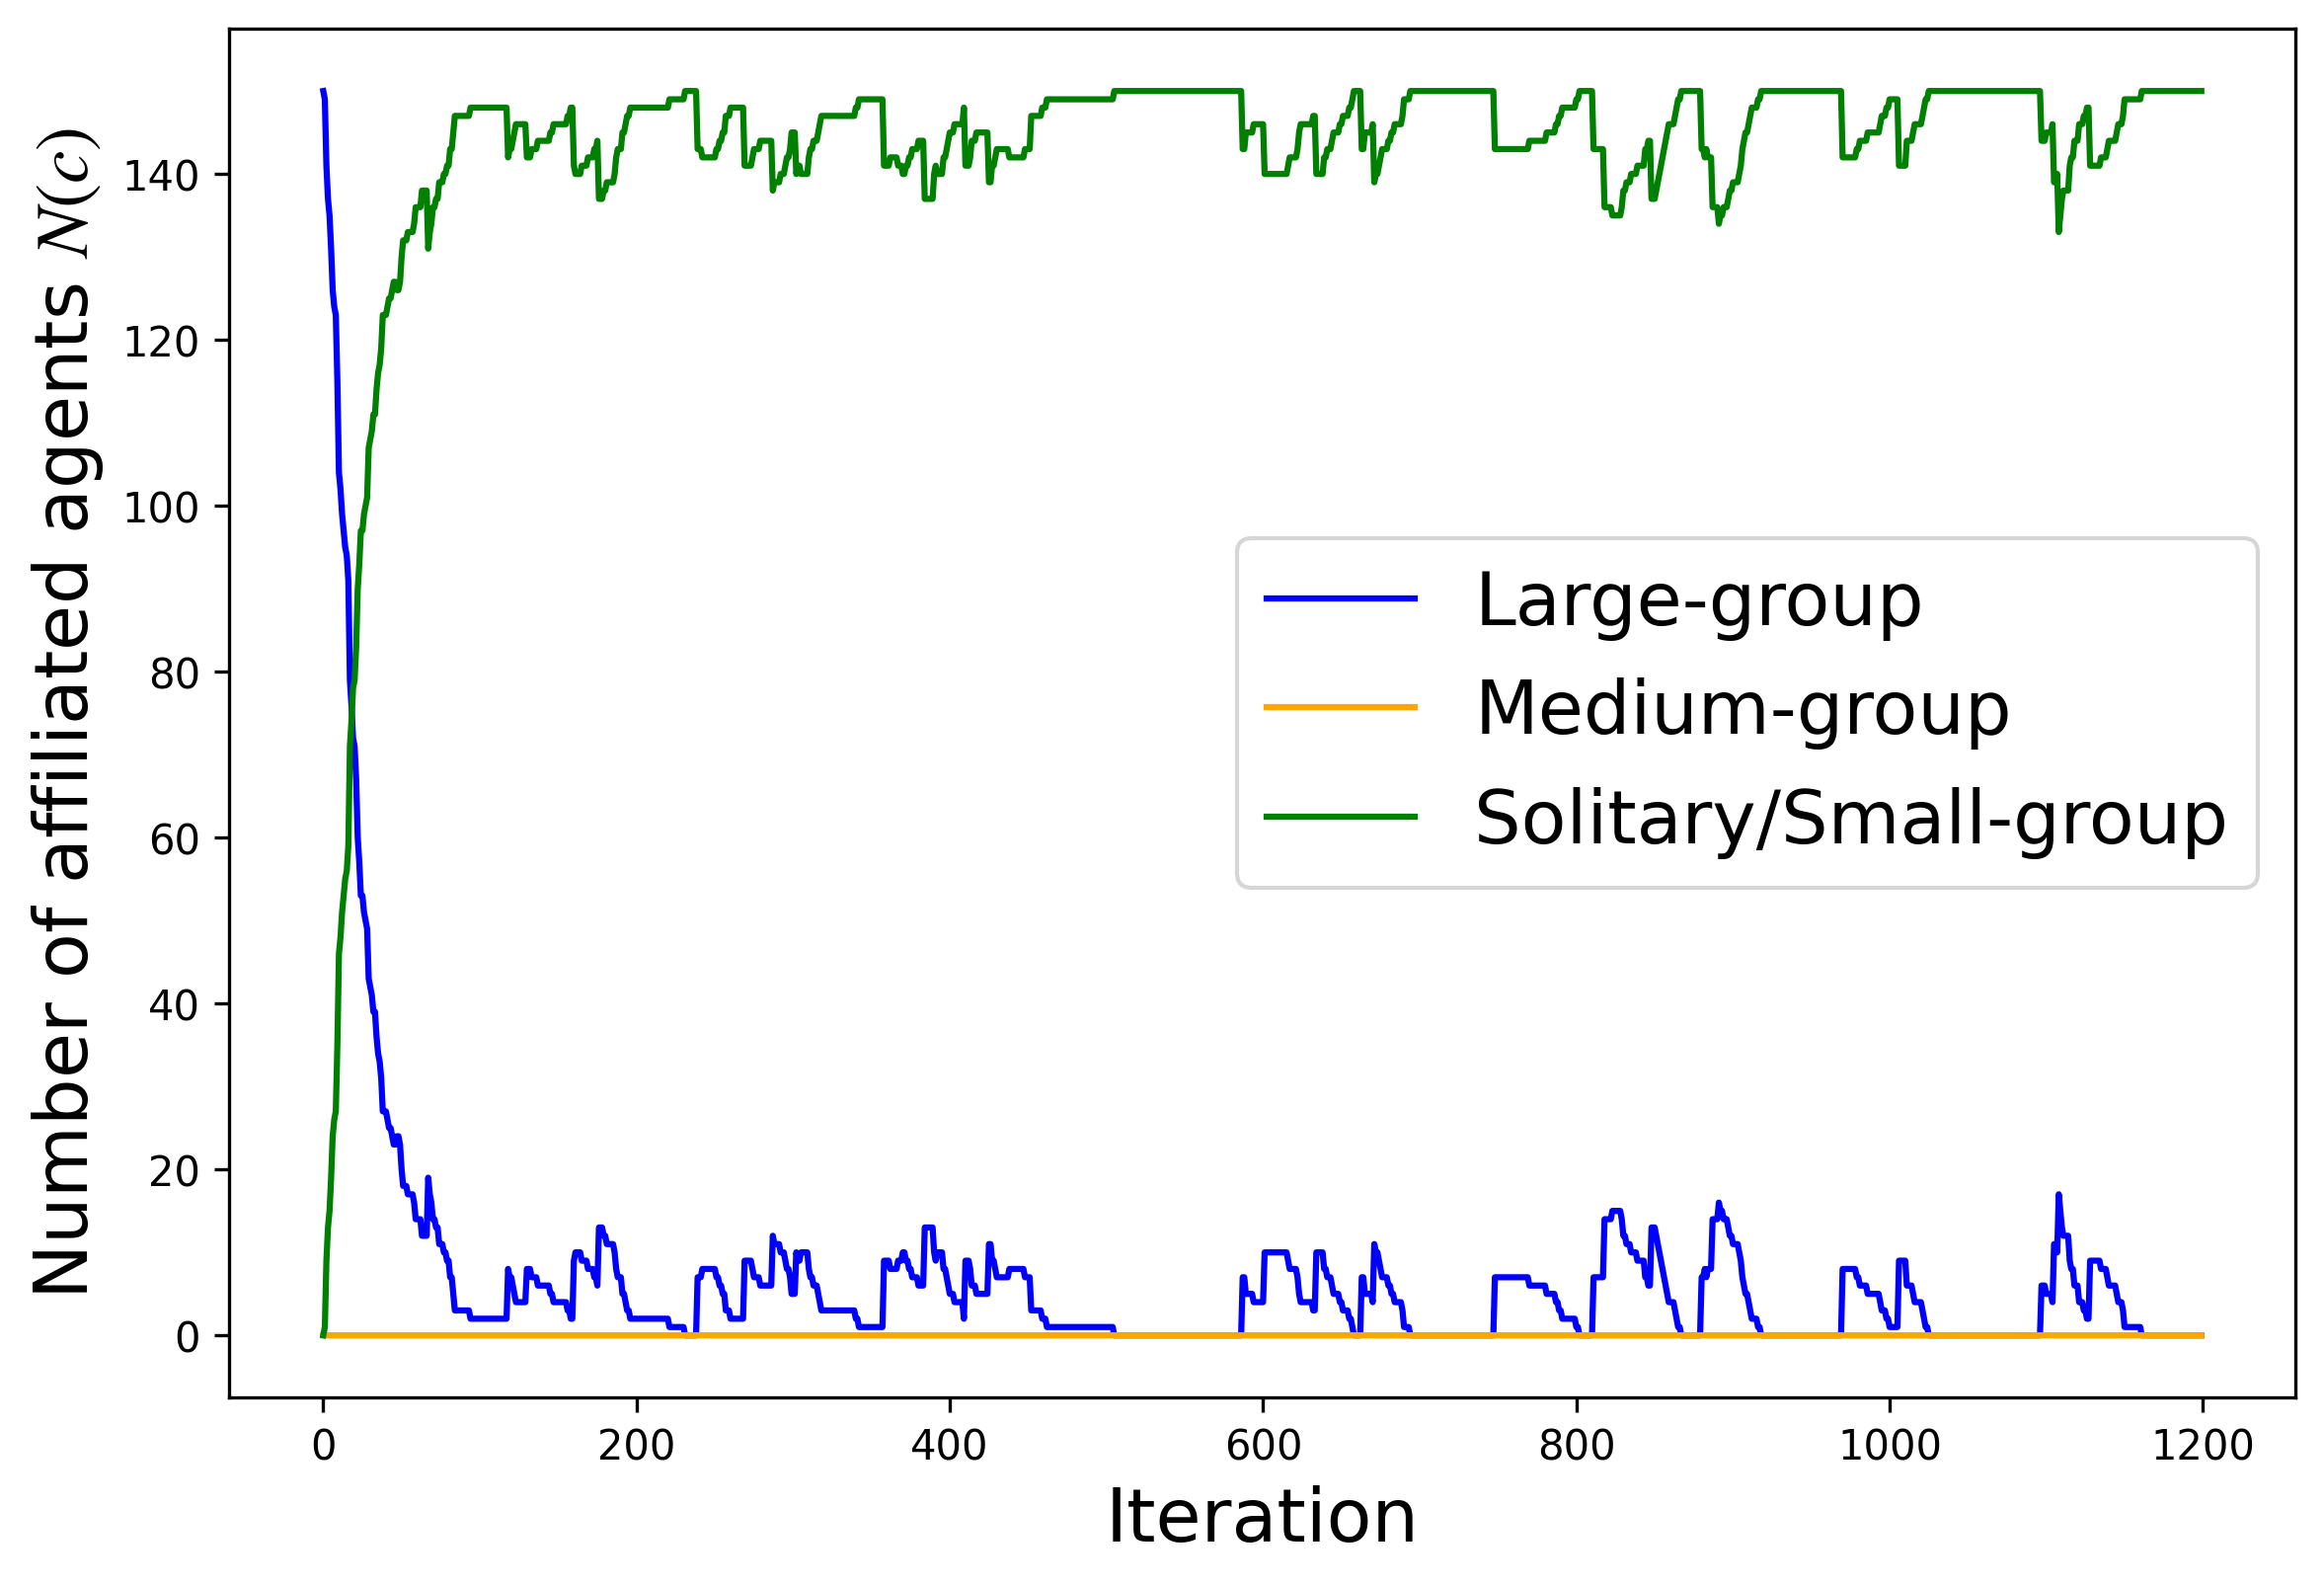 Number of affiliated agents N(c)
140
120
100
80
60
40
20
0
Large-group
Medium-group
Solitary/Small-group
0 200 400 600 800 1000 1200
Iteration